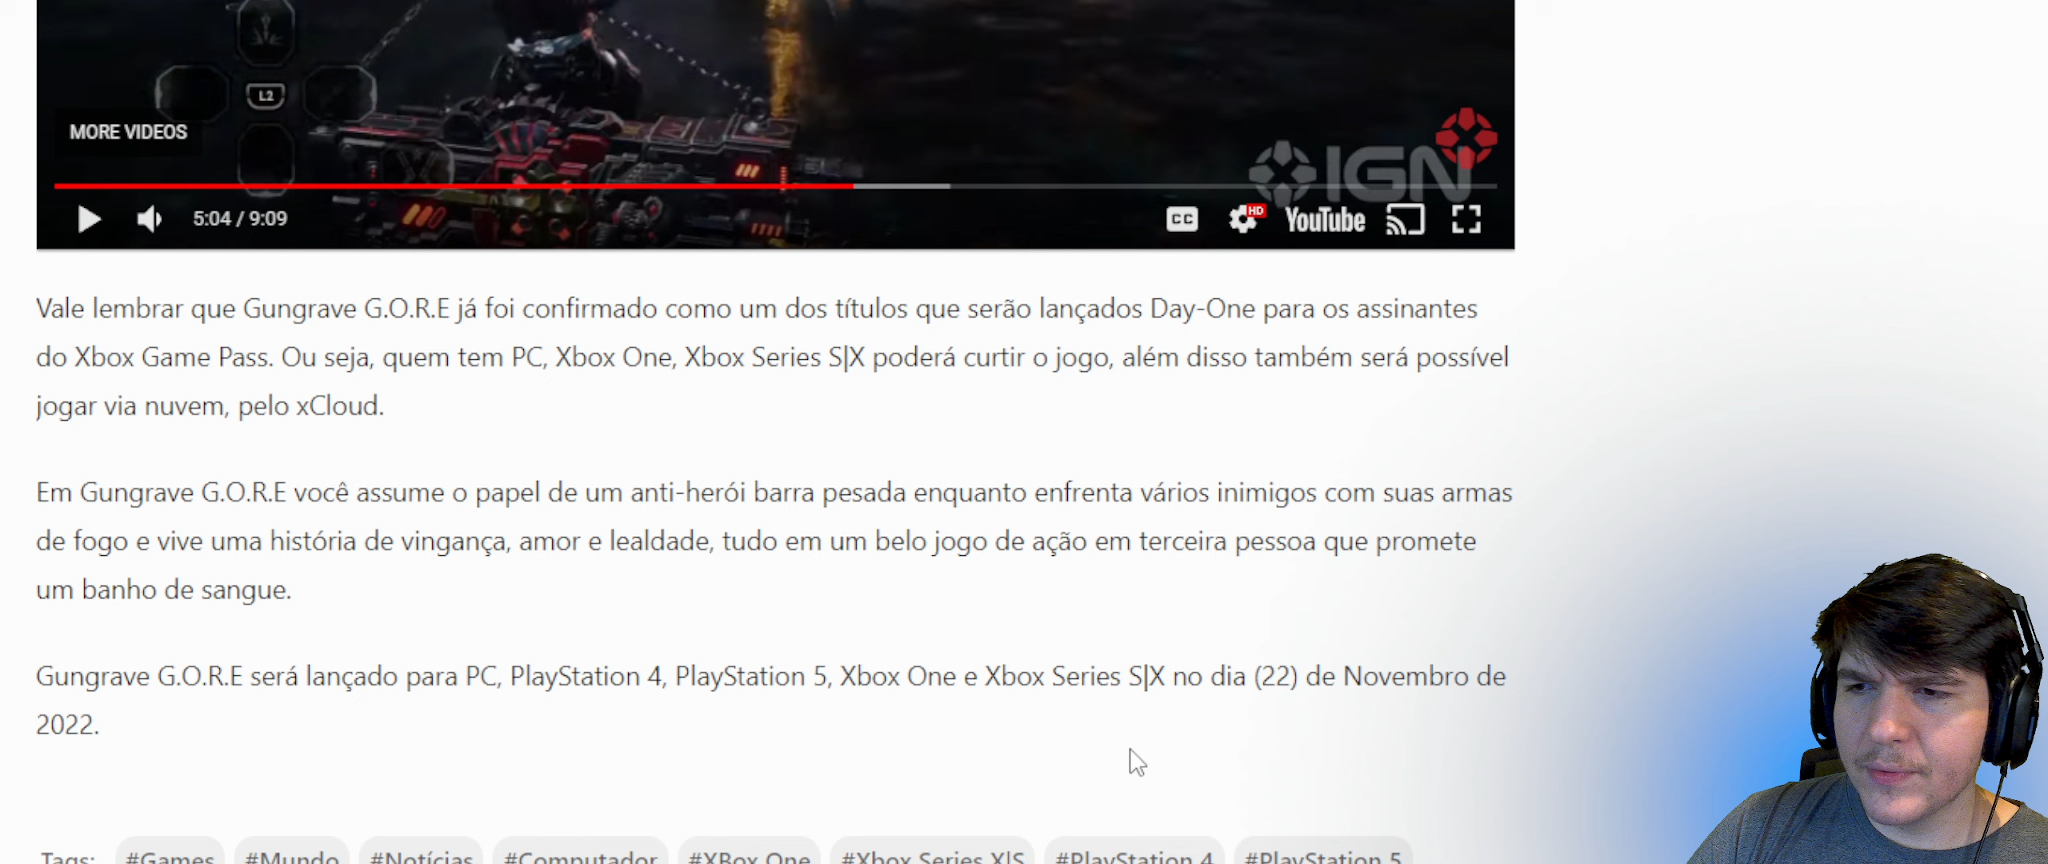 L2
MORE VIDEOS
IGN
5:04 / 9:09
CC
HD
YouTube
Vale lembrar que Gungrave G.O.R.E já foi confirmado como um dos títulos que serão lançados Day-One para os assinantes
do Xbox Game Pass. Ou seja, quem tem PC, Xbox One, Xbox Series S|X poderá curtir o jogo, além disso também será possível
jogar via nuvem, pelo xCloud.
Em Gungrave G.O.R.E você assume o papel de um anti-herói barra pesada enquanto enfrenta vários inimigos com suas armas
de fogo e vive uma história de vingança, amor e lealdade, tudo em um belo jogo de ação em terceira pessoa que promete
um banho de sangue.
Gungrave G.O.R.E será lançado para PC, PlayStation 4, PlayStation 5, Xbox One e Xbox Series S|X no dia (22) de Novembro de
2022.
Tags: #Games #Mundo #Notícias #Computador #XBox One #Xbox Series X|S #PlayStation 4 #PlayStation 5